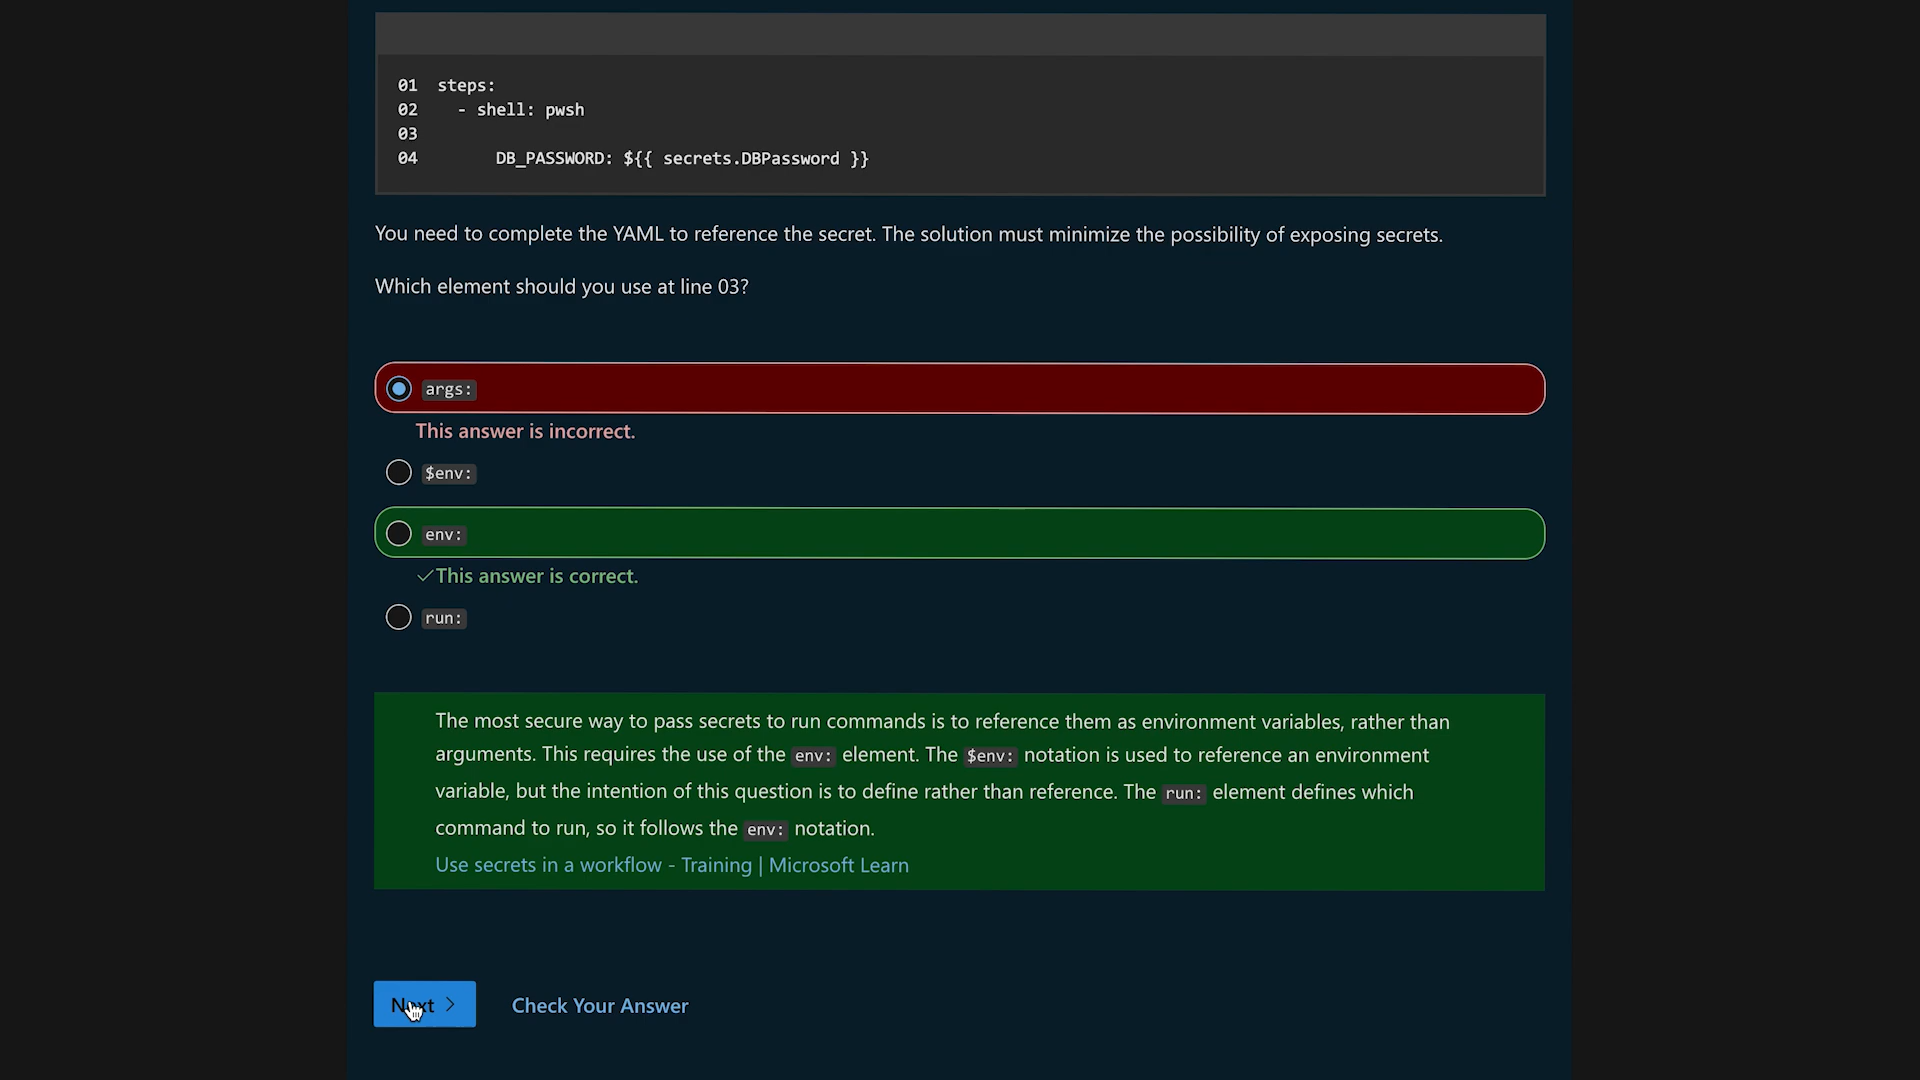 01 steps:
02 - shell: pwsh
03
04 DB_PASSWORD: ${{ secrets.DBPassword }}
You need to complete the YAML to reference the secret. The solution must minimize the possibility of exposing secrets.
Which element should you use at line 03?
args:
This answer is incorrect.
$env:
env:
✓This answer is correct.
run:
The most secure way to pass secrets to run commands is to reference them as environment variables, rather than
arguments. This requires the use of the env: element. The $env: notation is used to reference an environment
variable, but the intention of this question is to define rather than reference. The run: element defines which
command to run, so it follows the env: notation.
Use secrets in a workflow - Training | Microsoft Learn
Next > Check Your Answer